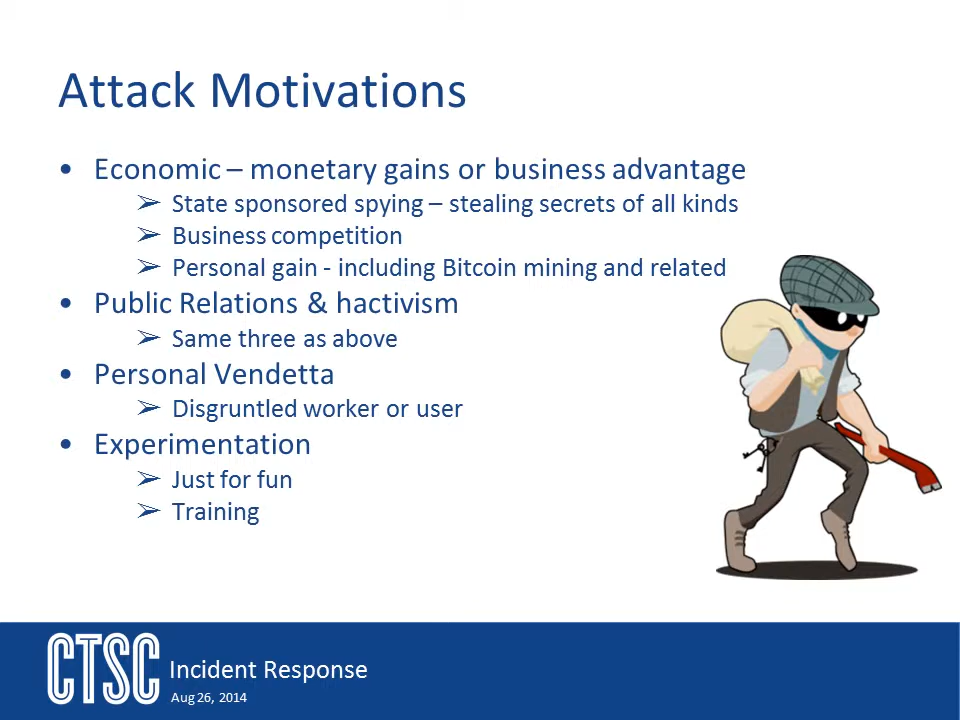 Attack Motivations
• Economic – monetary gains or business advantage
➢ State sponsored spying – stealing secrets of all kinds
➢ Business competition
➢ Personal gain - including Bitcoin mining and related
• Public Relations & hactivism
➢ Same three as above
• Personal Vendetta
➢ Disgruntled worker or user
• Experimentation
➢ Just for fun
➢ Training
CTSC
Incident Response
Aug 26, 2014